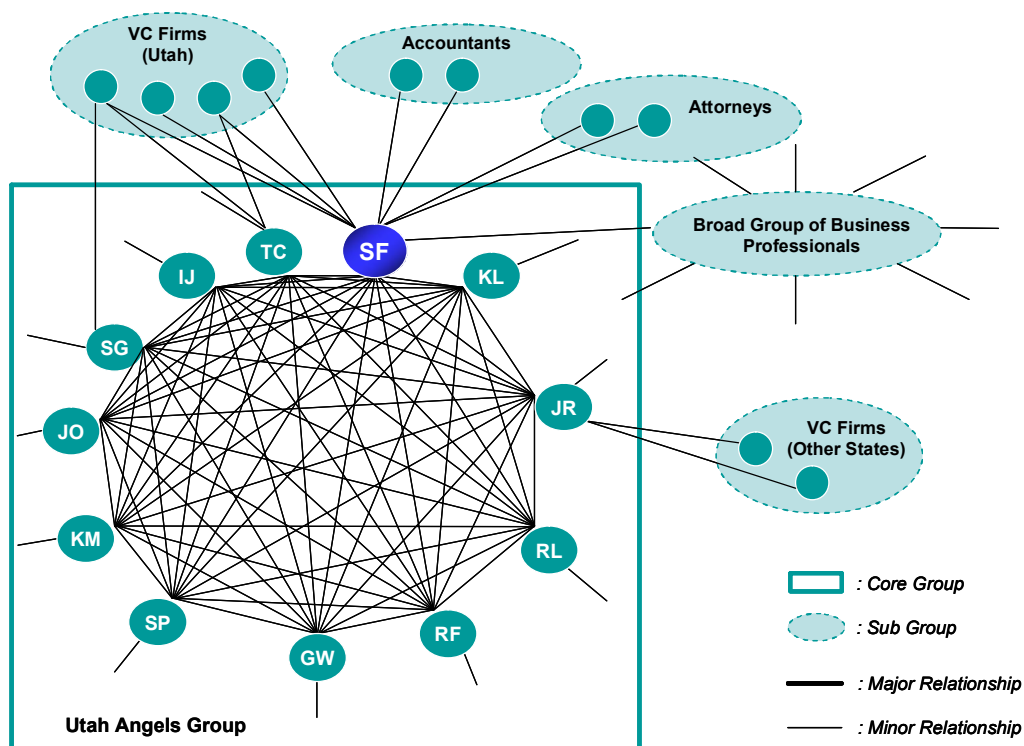 VC Firms
(Utah)
Accountants
Attorneys
Broad Group of Business
Professionals
TC
SF
IJ
KL
SG
JR
JO
VC Firms
(Other States)
KM
RL
SP
RF
GW
: Core Group
: Sub Group
: Major Relationship
: Minor Relationship
Utah Angels Group